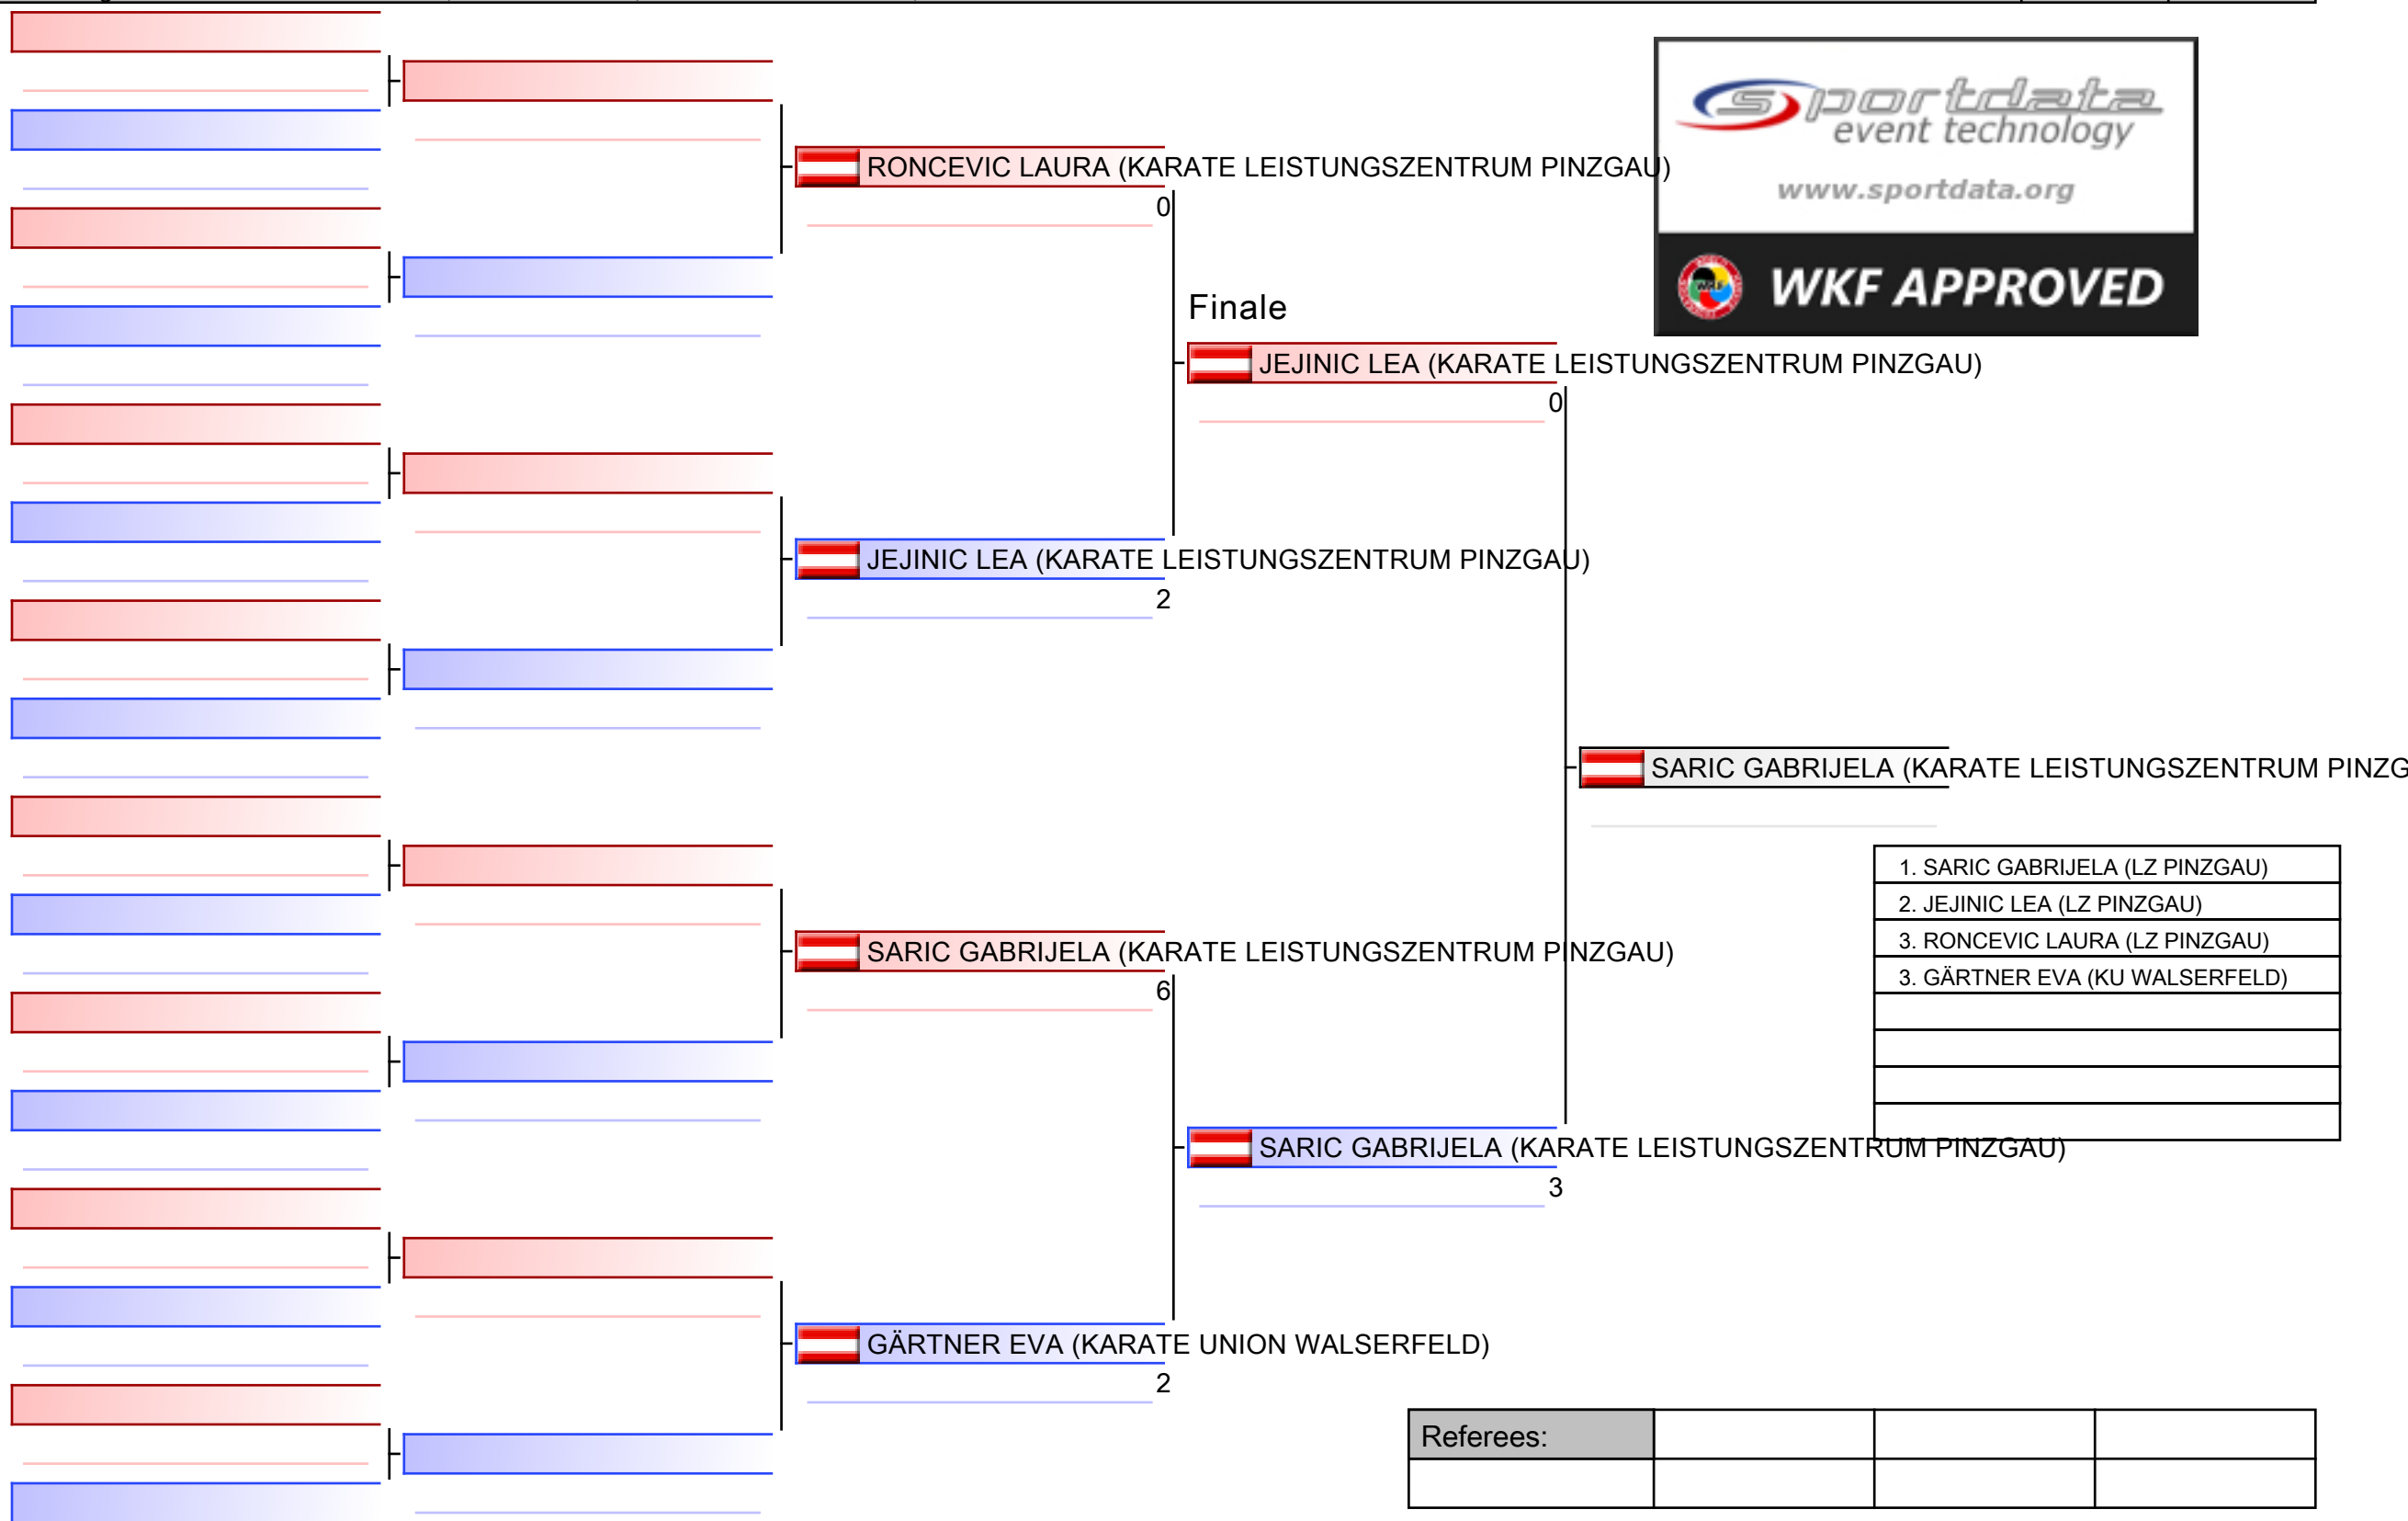 sportdata
event technology
www.sportdata.org
WKF APPROVED
RONCEVIC LAURA (KARATE LEISTUNGSZENTRUM PINZGAU)
0
Finale
JEJINIC LEA (KARATE LEISTUNGSZENTRUM PINZGAU)
0
JEJINIC LEA (KARATE LEISTUNGSZENTRUM PINZGAU)
2
SARIC GABRIJELA (KARATE LEISTUNGSZENTRUM PINZG
1. SARIC GABRIJELA (LZ PINZGAU)
2. JEJINIC LEA (LZ PINZGAU)
3. RONCEVIC LAURA (LZ PINZGAU)
3. GÄRTNER EVA (KU WALSERFELD)
SARIC GABRIJELA (KARATE LEISTUNGSZENTRUM PINZGAU)
6
SARIC GABRIJELA (KARATE LEISTUNGSZENTRUM PINZGAU)
3
GÄRTNER EVA (KARATE UNION WALSERFELD)
2
Referees: